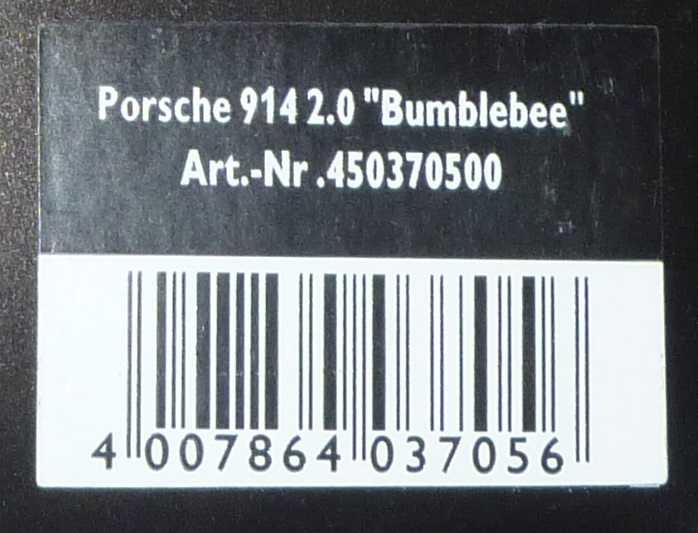 Porsche 914 2.0 "Bumblebee"
Art.-Nr .450370500
4 007864 037056